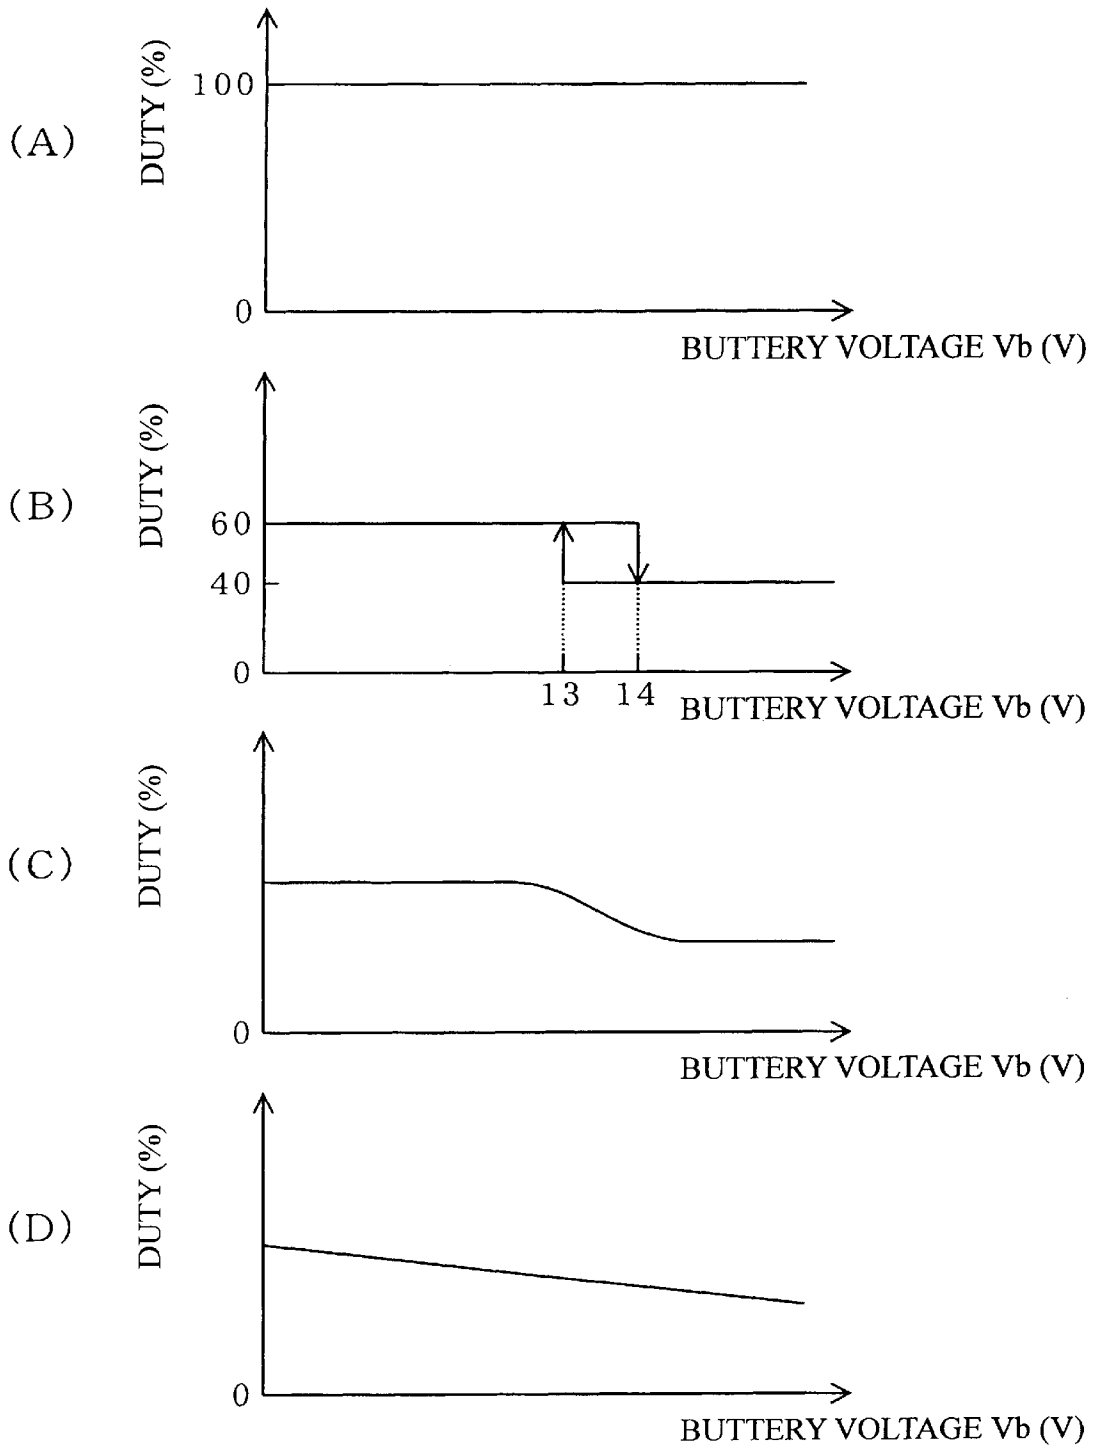 (A)
DUTY (%)
100
0
BUTTERY VOLTAGE Vb (V)
(B)
DUTY (%)
60
40
0
13 14
BUTTERY VOLTAGE Vb (V)
(C)
DUTY (%)
0
BUTTERY VOLTAGE Vb (V)
(D)
DUTY (%)
0
BUTTERY VOLTAGE Vb (V)